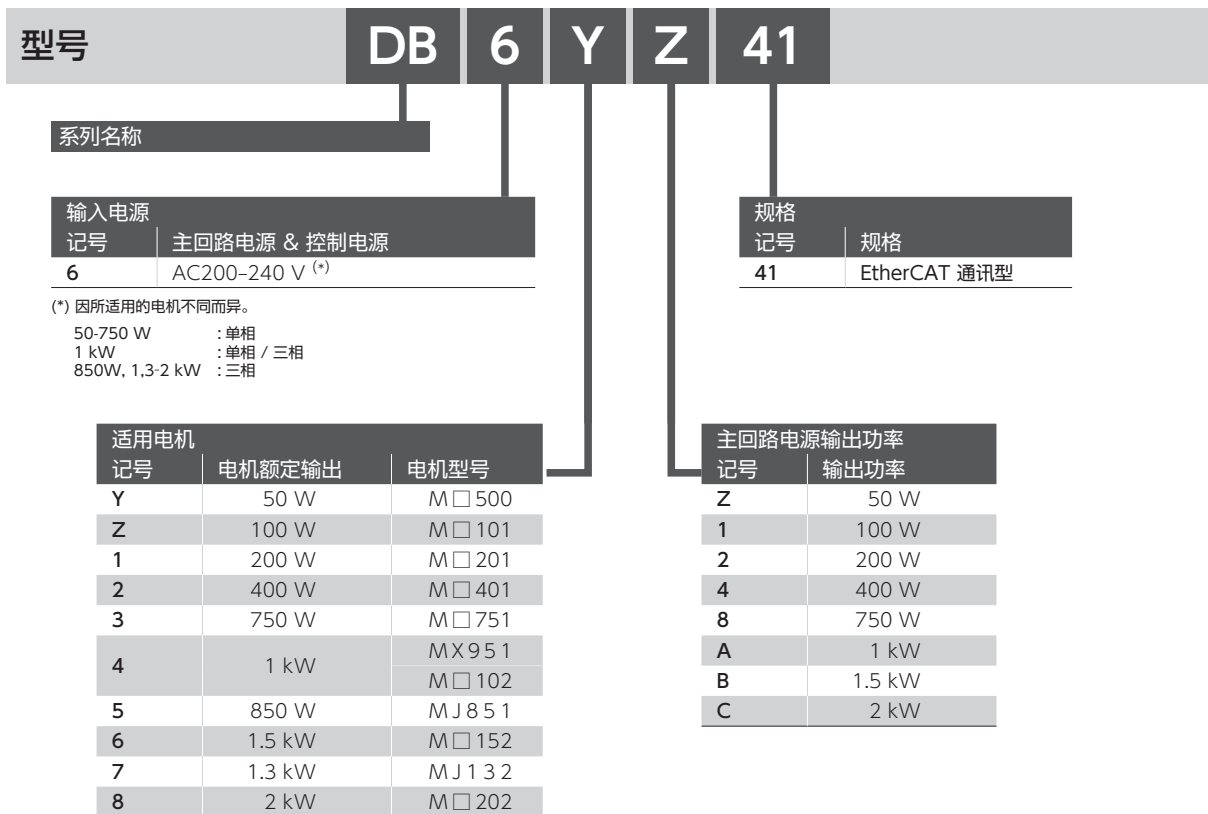 型号 DB 6 Y Z 41
系列名称
输入电源
记号 主回路电源 & 控制电源
6 AC200-240 V (*)
(*) 因所适用的电机不同而异。
50-750 W : 单相
1 kW : 单相 / 三相
850W, 1,3-2 kW : 三相
规格
记号 规格
41 EtherCAT 通讯型
适用电机
记号 电机额定输出 电机型号
Y 50 W M□500
Z 100 W M□101
1 200 W M□201
2 400 W M□401
3 750 W M□751
4 1 kW MX951
M□102
5 850 W MJ851
6 1.5 kW M□152
7 1.3 kW MJ132
8 2 kW M□202
主回路电源输出功率
记号 输出功率
Z 50 W
1 100 W
2 200 W
4 400 W
8 750 W
A 1 kW
B 1.5 kW
C 2 kW